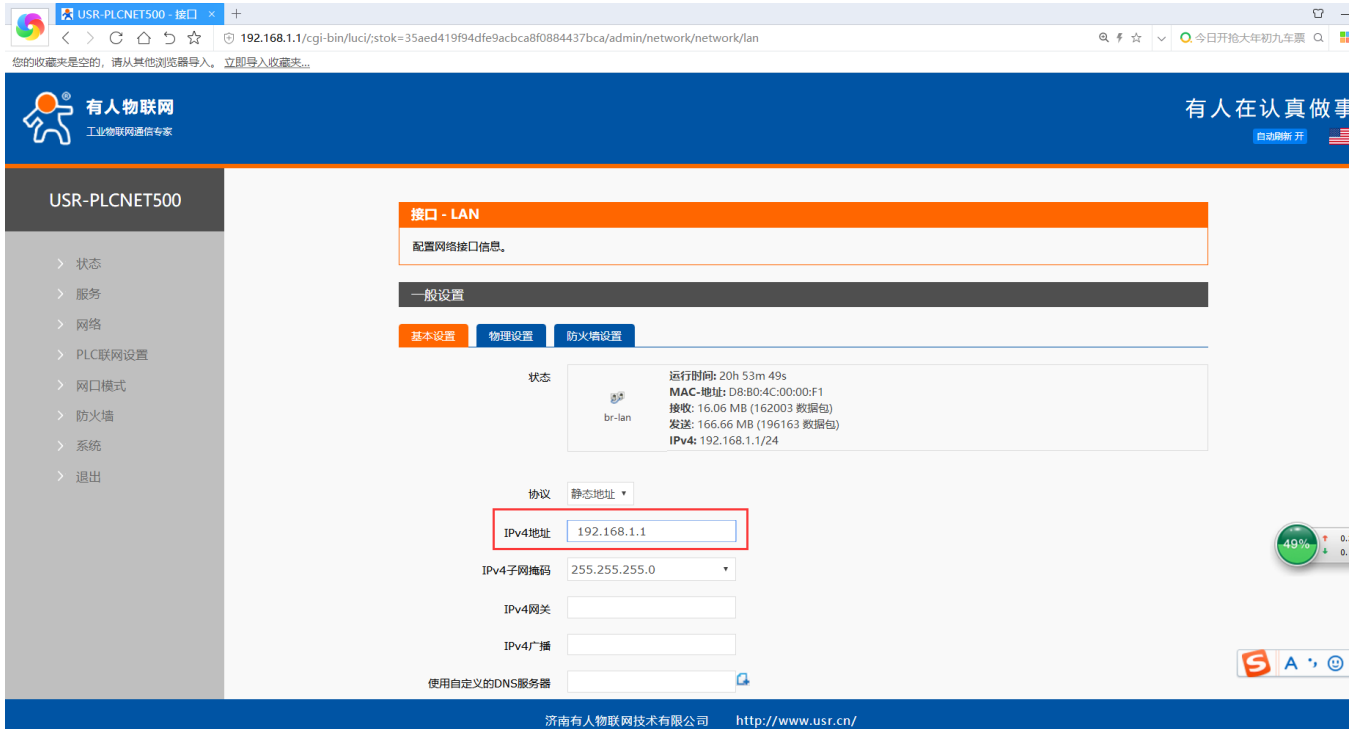 USR-PLCNET500 - 接口 × +
192.168.1.1/cgi-bin/luci/;stok=35aed419f94dfe9acbca8f0884437bca/admin/network/network/lan
今日开抢大年初九车票
您的收藏夹是空的，请从其他浏览器导入。 立即导入收藏夹...
有人物联网
工业物联网通信专家
有人在认真做事
自动刷新 开
USR-PLCNET500
状态
服务
网络
PLC联网设置
网口模式
防火墙
系统
退出
接口 - LAN
配置网络接口信息。
一般设置
基本设置 物理设置 防火墙设置
状态
br-lan
运行时间: 20h 53m 49s
MAC-地址: D8:B0:4C:00:00:F1
接收: 16.06 MB (162003 数据包)
发送: 166.66 MB (196163 数据包)
IPv4: 192.168.1.1/24
协议 静态地址
IPv4地址 192.168.1.1
IPv4子网掩码 255.255.255.0
IPv4网关
IPv4广播
使用自定义的DNS服务器
49%
0.
0.
S A
济南有人物联网技术有限公司 http://www.usr.cn/